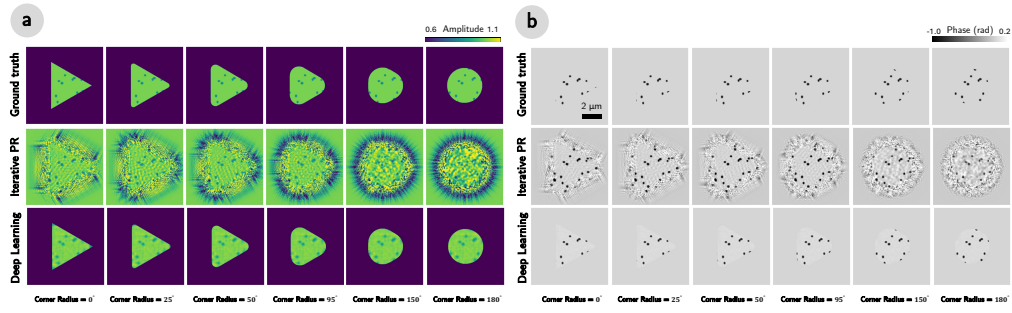 a
b
0.6 Amplitude 1.1
-1.0 Phase (rad) 0.2
Ground truth
Ground truth
2 μm
Iterative PR
Iterative PR
Deep Learning
Deep Learning
Corner Radius = 0°
Corner Radius = 25°
Corner Radius = 50°
Corner Radius = 95°
Corner Radius = 150°
Corner Radius = 180°
Corner Radius = 0°
Corner Radius = 25°
Corner Radius = 50°
Corner Radius = 95°
Corner Radius = 150°
Corner Radius = 180°